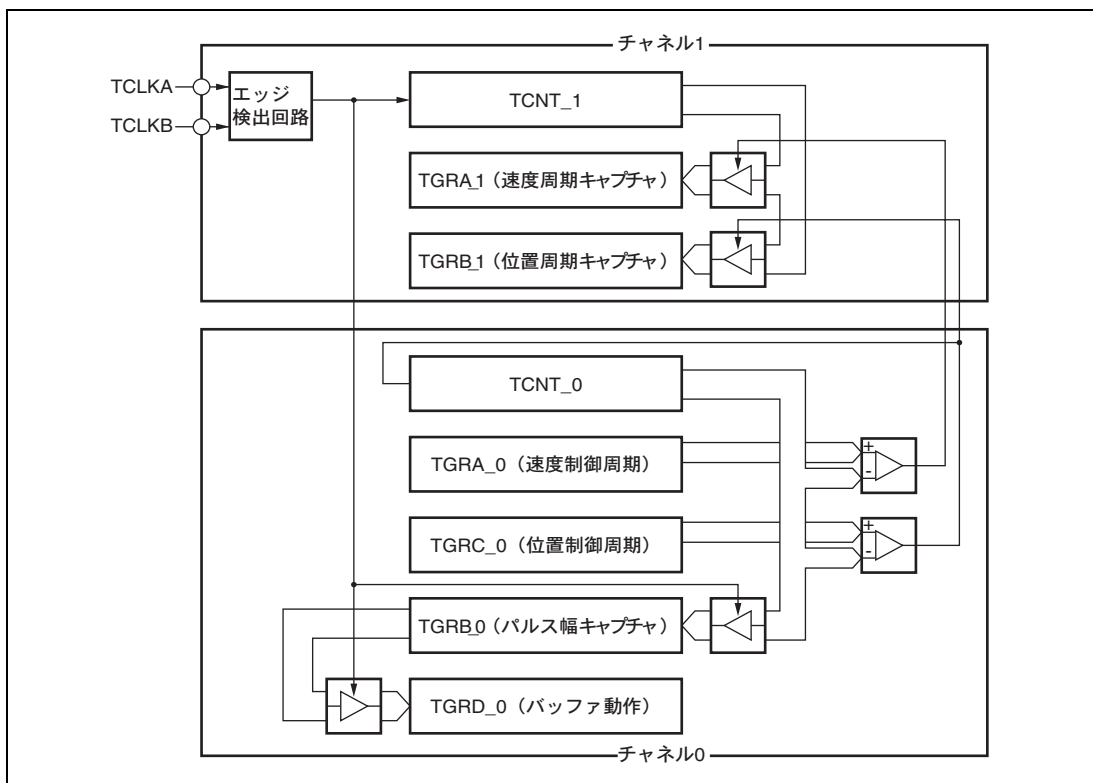 チャネル1
TCLKA
TCLKB
エッジ
検出回路
TCNT_1
TGRA_1（速度周期キャプチャ）
TGRB_1（位置周期キャプチャ）
TCNT_0
TGRA_0（速度制御周期）
+
-
TGRC_0（位置制御周期）
+
-
TGRB_0（パルス幅キャプチャ）
TGRD_0（バッファ動作）
チャネル0